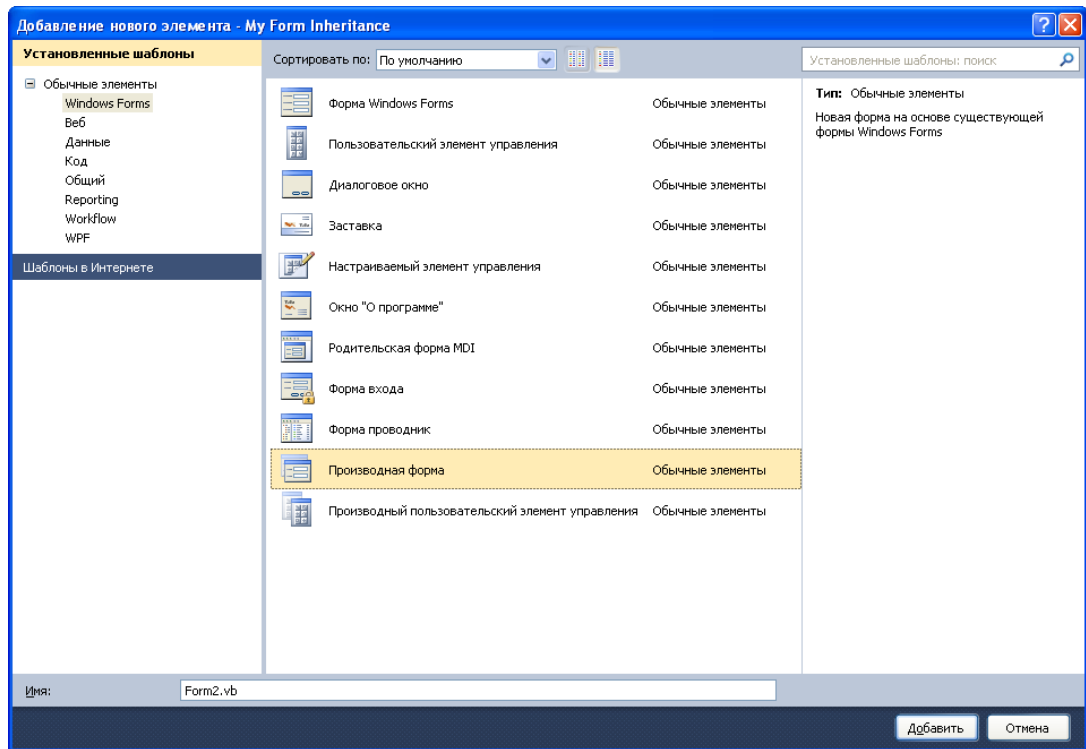 Добавление нового элемента - My Form Inheritance
Установленные шаблоны
Обычные элементы
Windows Forms
Веб
Данные
Код
Общий
Reporting
Workflow
WPF
Шаблоны в Интернете
Сортировать по: По умолчанию
Форма Windows Forms Обычные элементы
Пользовательский элемент управления Обычные элементы
Диалоговое окно Обычные элементы
Заставка Обычные элементы
Настраиваемый элемент управления Обычные элементы
Окно "О программе" Обычные элементы
Родительская форма MDI Обычные элементы
Форма входа Обычные элементы
Форма проводник Обычные элементы
Производная форма Обычные элементы
Производный пользовательский элемент управления Обычные элементы
Установленные шаблоны: поиск
Тип: Обычные элементы
Новая форма на основе существующей
формы Windows Forms
Имя: Form2.vb
Добавить Отмена